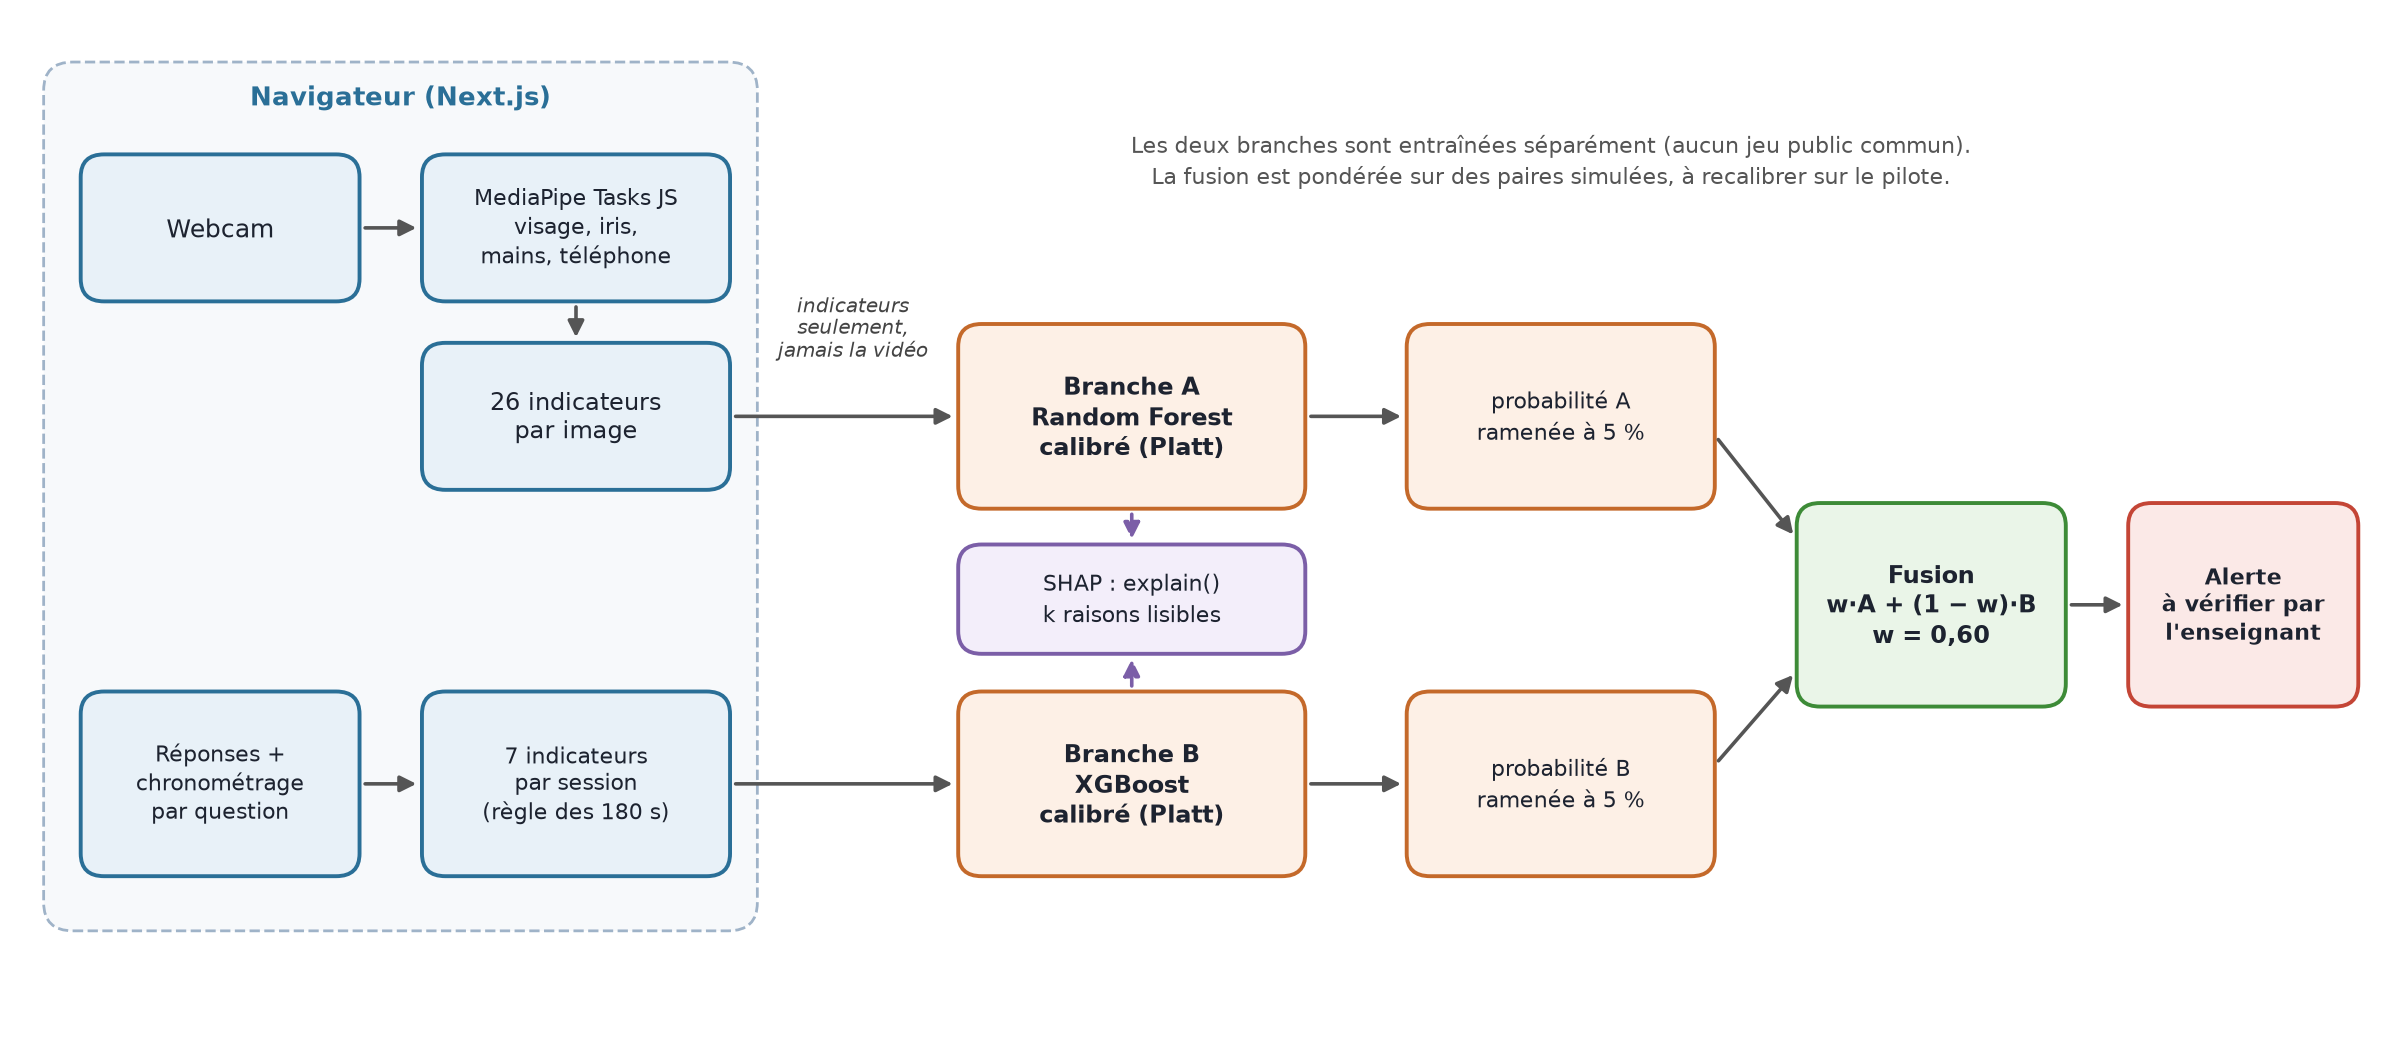 Navigateur (Next.js)
Webcam
MediaPipe Tasks JS
visage, iris,
mains, téléphone
26 indicateurs
par image
Réponses +
chronométrage
par question
7 indicateurs
par session
(règle des 180 s)
indicateurs
seulement,
jamais la vidéo
Les deux branches sont entraînées séparément (aucun jeu public commun).
La fusion est pondérée sur des paires simulées, à recalibrer sur le pilote.
Branche A
Random Forest
calibré (Platt)
probabilité A
ramenée à 5 %
SHAP : explain()
k raisons lisibles
Branche B
XGBoost
calibré (Platt)
probabilité B
ramenée à 5 %
Fusion
w·A + (1 − w)·B
w = 0,60
Alerte
à vérifier par
l'enseignant